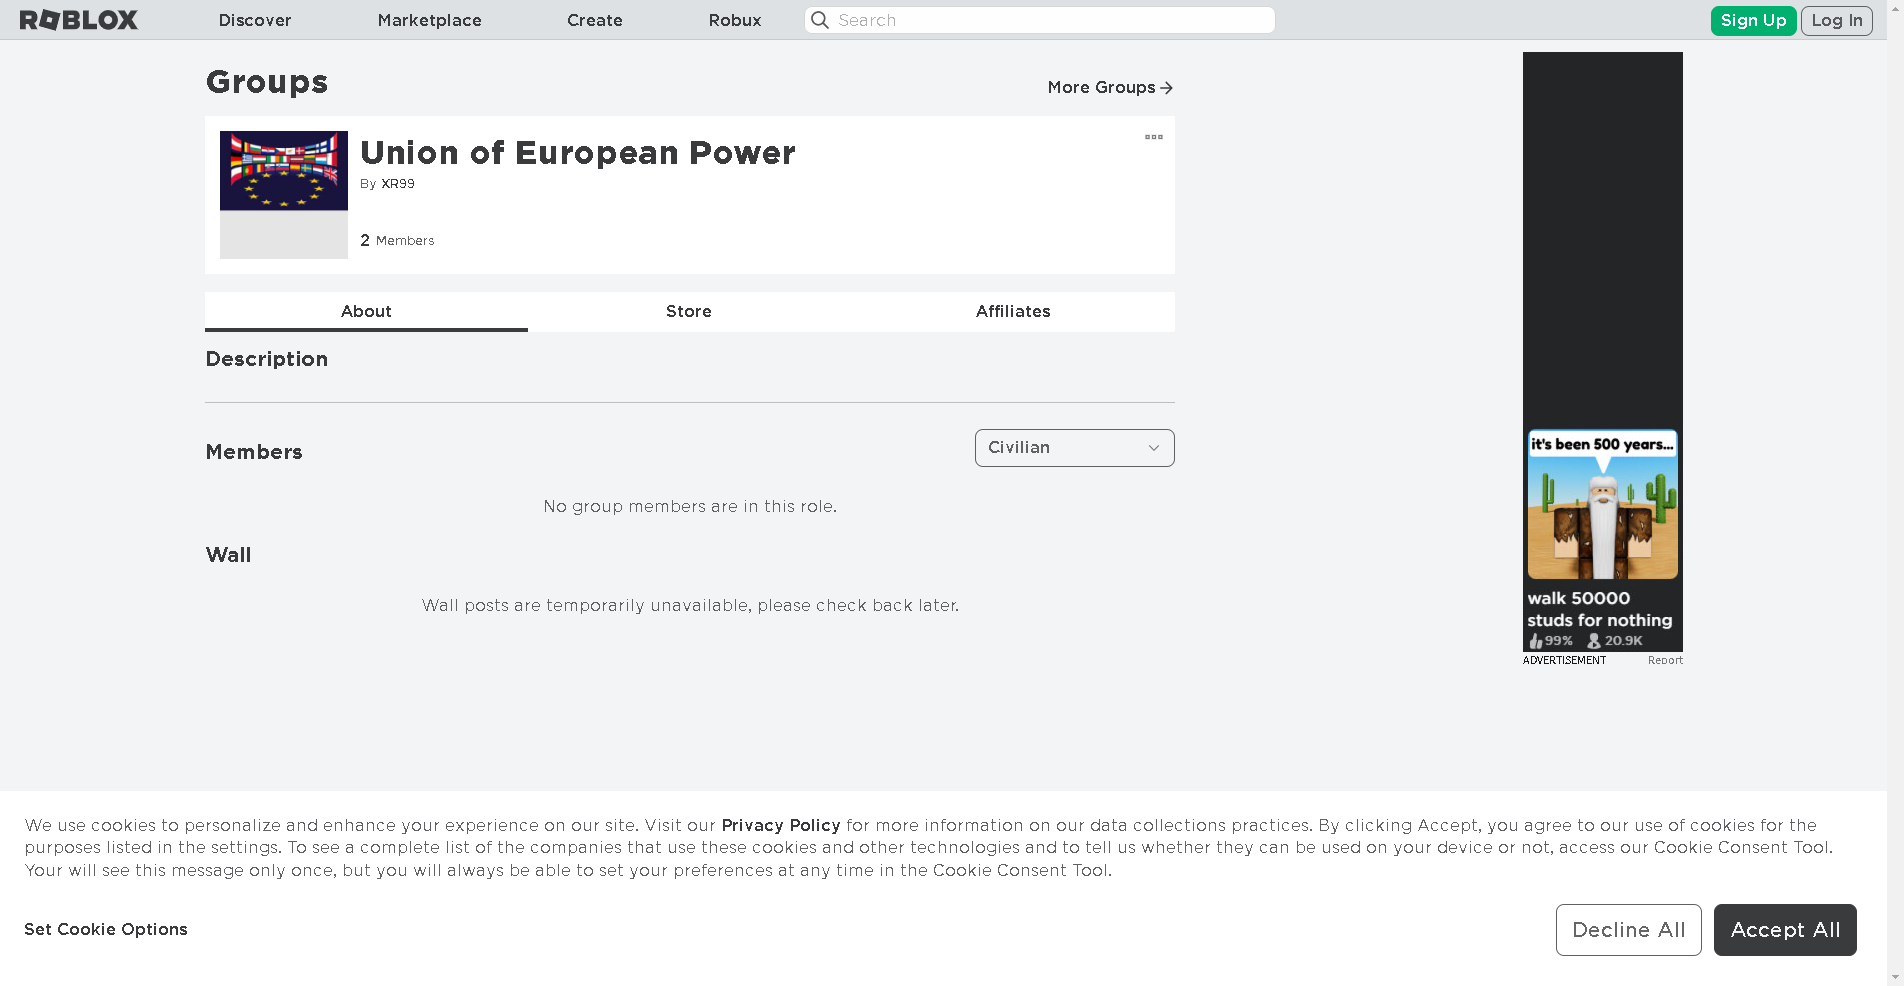 ROBLOX
Discover
Marketplace
Create
Robux
Search
Sign Up
Log In
Groups
More Groups
Union of European Power
By XR99
2 Members
About
Store
Affiliates
Description
Members
Civilian
No group members are in this role.
Wall
Wall posts are temporarily unavailable, please check back later.
it's been 500 years...
walk 50000
studs for nothing
99% 20.9K
ADVERTISEMENT
Report
We use cookies to personalize and enhance your experience on our site. Visit our Privacy Policy for more information on our data collections practices. By clicking Accept, you agree to our use of cookies for the
purposes listed in the settings. To see a complete list of the companies that use these cookies and other technologies and to tell us whether they can be used on your device or not, access our Cookie Consent Tool.
Your will see this message only once, but you will always be able to set your preferences at any time in the Cookie Consent Tool.
Set Cookie Options
Decline All
Accept All